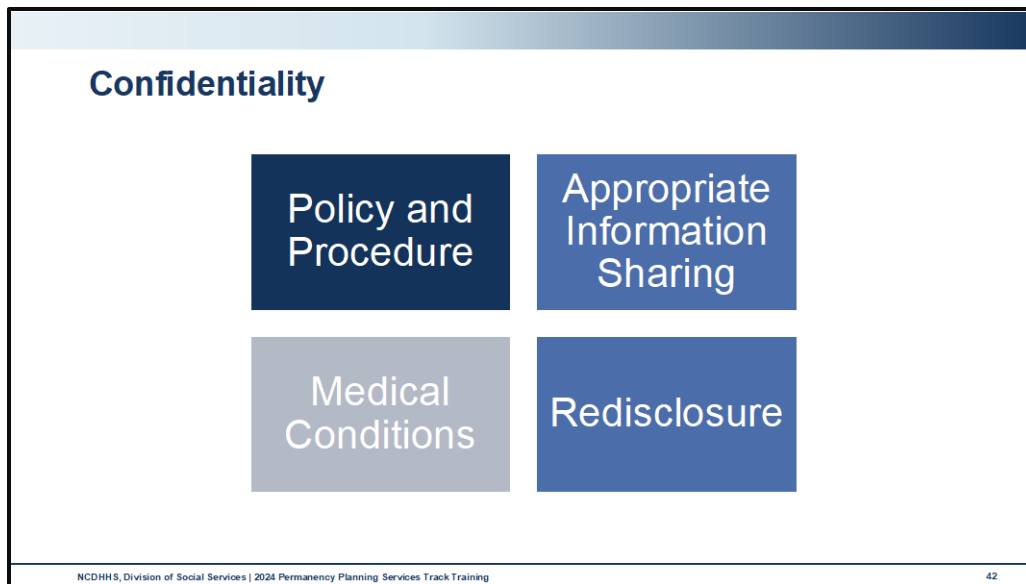 Confidentiality
Policy and
Procedure
Appropriate
Information
Sharing
Medical
Conditions
Redisclosure
NCDHHS, Division of Social Services | 2024 Permanency Planning Services Track Training
42